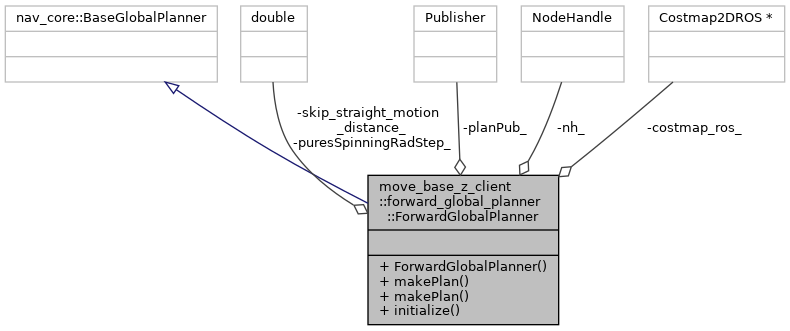 nav_core::BaseGlobalPlanner
double
Publisher
NodeHandle
Costmap2DROS *
-skip_straight_motion
_distance_
-puresSpinningRadStep_
-planPub_
-nh_
-costmap_ros_
move_base_z_client
::forward_global_planner
::ForwardGlobalPlanner
+ ForwardGlobalPlanner()
+ makePlan()
+ makePlan()
+ initialize()